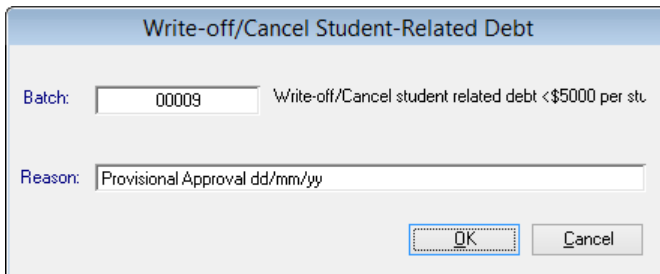 Write-off/Cancel Student-Related Debt
Batch: 00009 Write-off/Cancel student related debt <$5000 per
Reason: Provisional Approval dd/mm/yy
OK Cancel